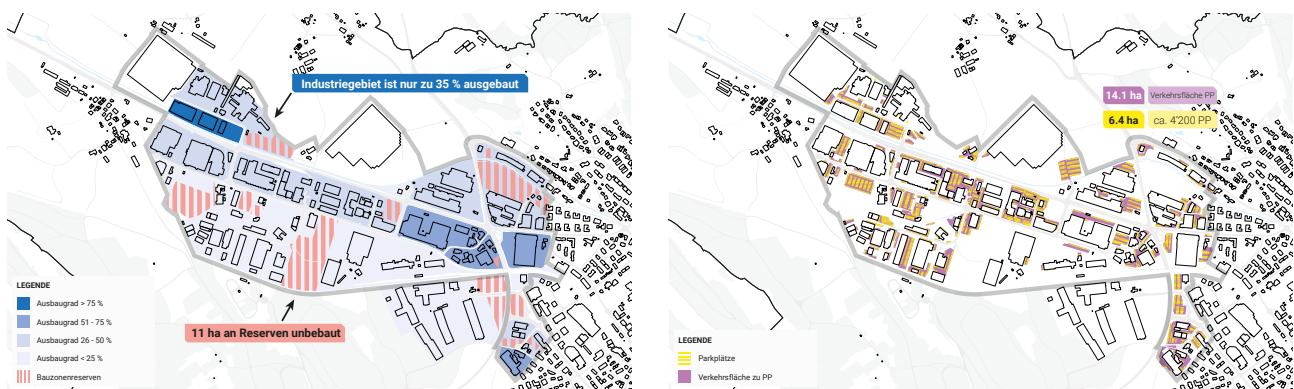 Industriegebiet ist nur zu 35 % ausgebaut
11 ha an Reserven unbebaut
LEGENDE
Ausbaugrad > 75 %
Ausbaugrad 51 - 75 %
Ausbaugrad 26 - 50 %
Ausbaugrad < 25 %
Bauzonenreserven
14.1 ha Verkehrsfläche PP
6.4 ha ca. 4'200 PP
LEGENDE
Parkplätze
Verkehrsfläche zu PP